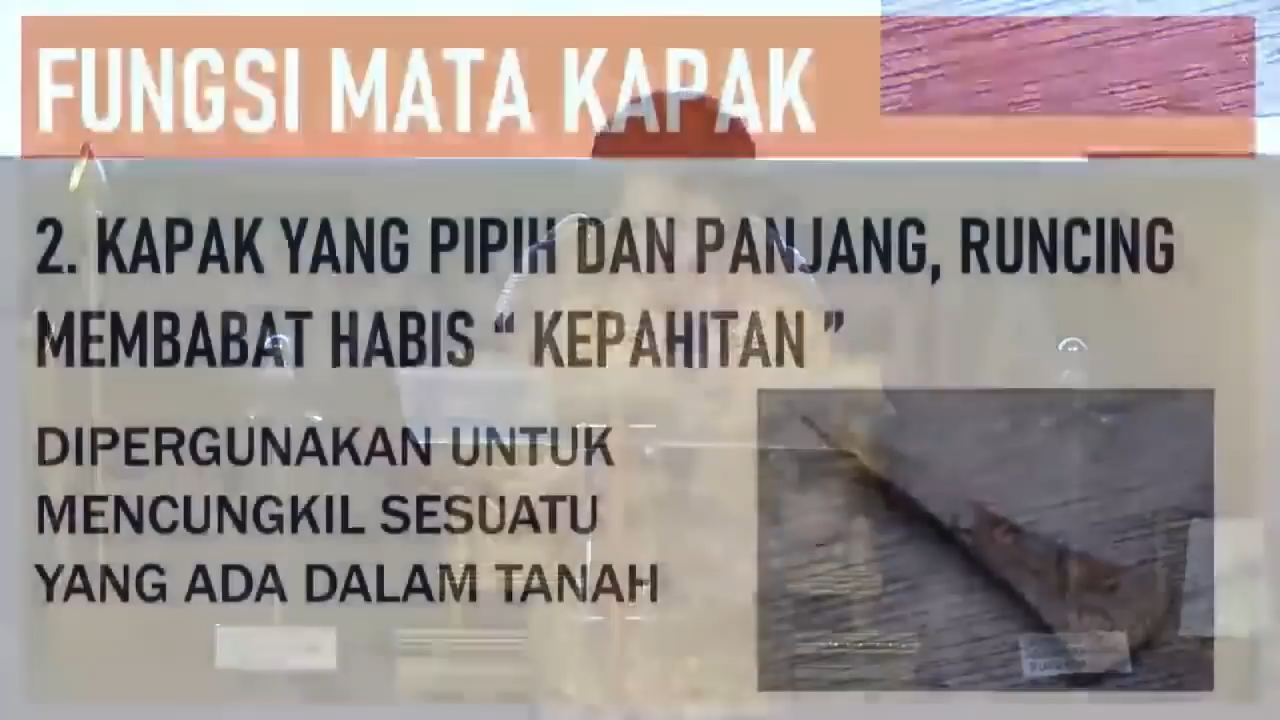 FUNGSI MATA KAPAK
2. KAPAK YANG PIPIH DAN PANJANG, RUNCING
MEMBABAT HABIS “ KEPAHITAN ”
DIPERGUNAKAN UNTUK
MENCUNGKIL SESUATU
YANG ADA DALAM TANAH